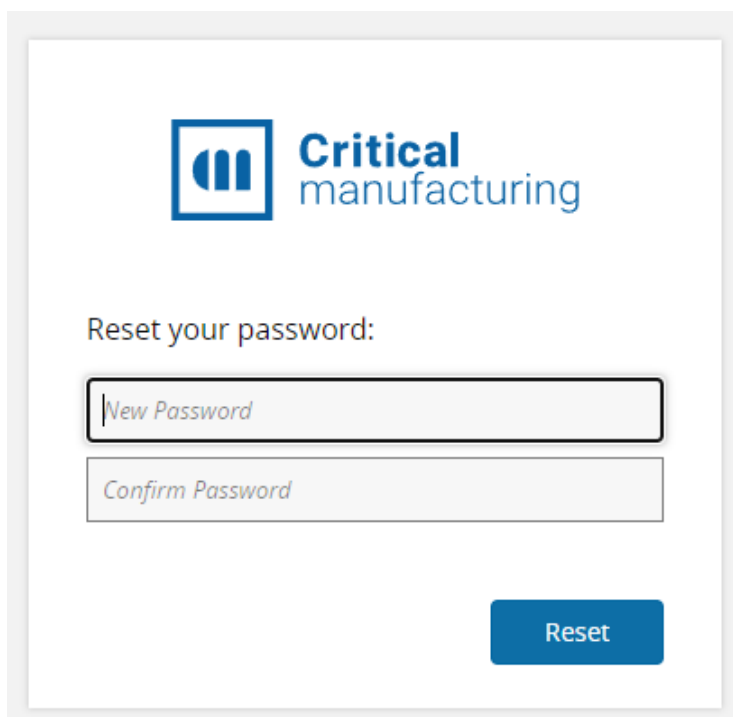 Critical
manufacturing
Reset your password:
New Password
Confirm Password
Reset